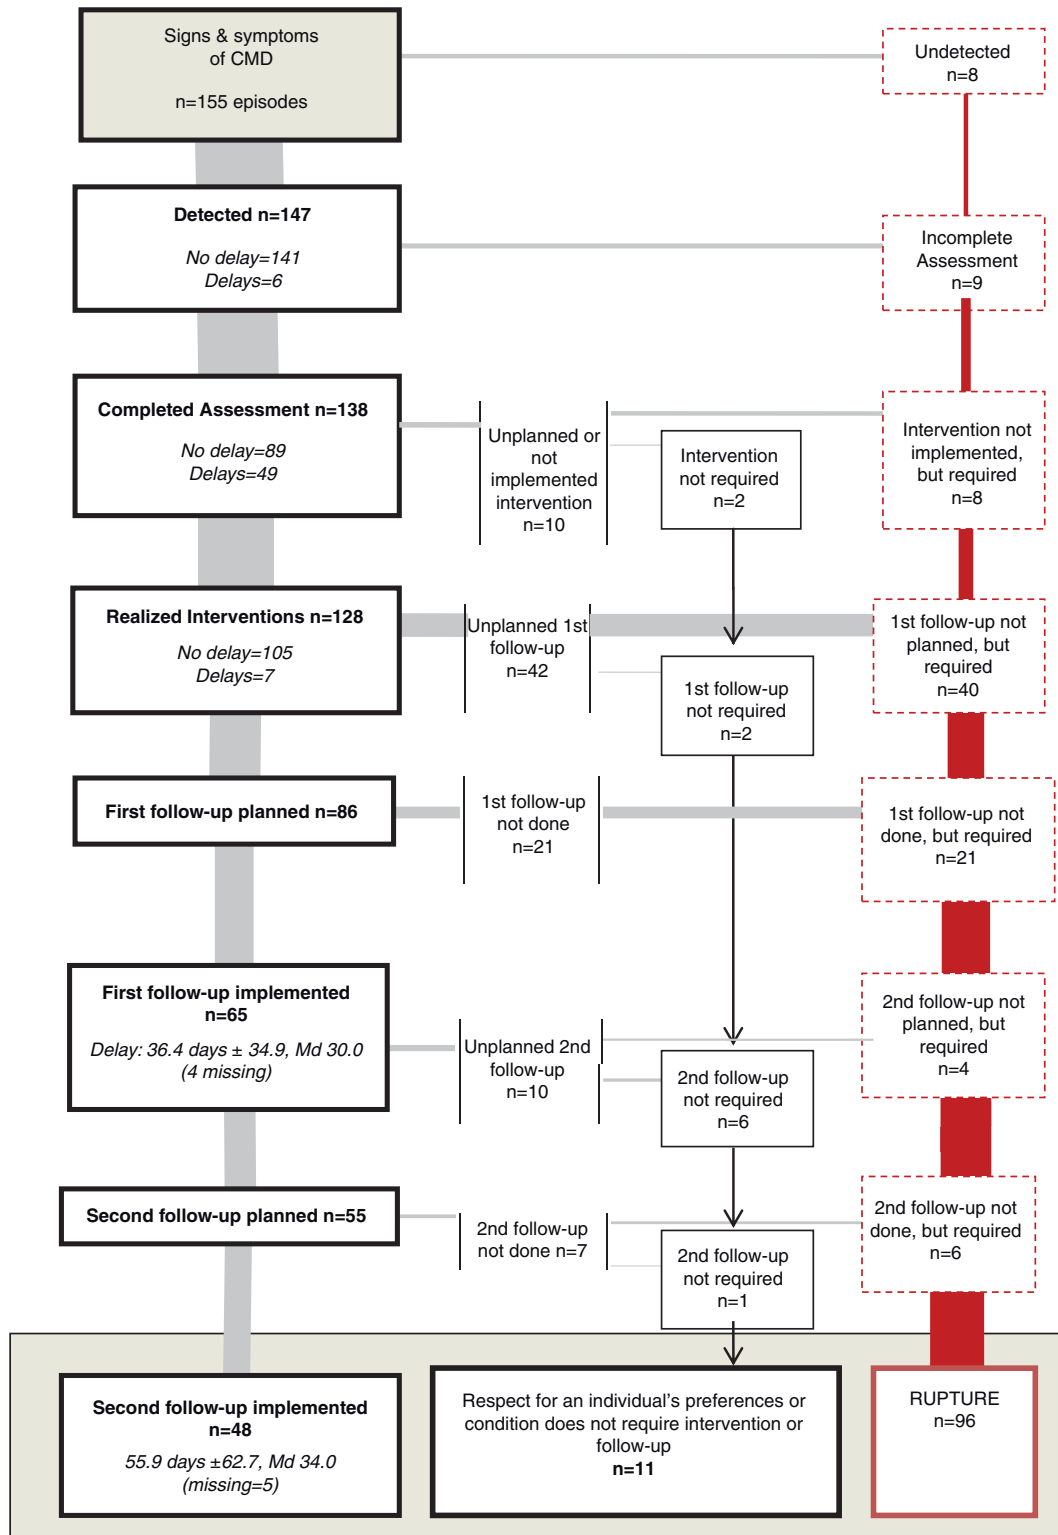 Signs & symptoms
of CMD
n=155 episodes
Undetected
n=8
Detected n=147
No delay=141
Delays=6
Incomplete
Assessment
n=9
Completed Assessment n=138
No delay=89
Delays=49
Unplanned or
not
implemented
intervention
n=10
Intervention
not required
n=2
Intervention not
implemented,
but required
n=8
Realized Interventions n=128
No delay=105
Delays=7
Unplanned 1st
follow-up
n=42
1st follow-up
not required
n=2
1st follow-up not
planned, but
required
n=40
First follow-up planned n=86
1st follow-up
not done
n=21
1st follow-up not
done, but required
n=21
First follow-up implemented
n=65
Delay: 36.4 days ± 34.9, Md 30.0
(4 missing)
Unplanned 2nd
follow-up
n=10
2nd follow-up
not required
n=6
2nd follow-up not
planned, but
required
n=4
Second follow-up planned n=55
2nd follow-up
not done n=7
2nd follow-up
not required
n=1
2nd follow-up not
done, but required
n=6
Second follow-up implemented
n=48
55.9 days ±62.7, Md 34.0
(missing=5)
Respect for an individual’s preferences or
condition does not require intervention or
follow-up
n=11
RUPTURE
n=96